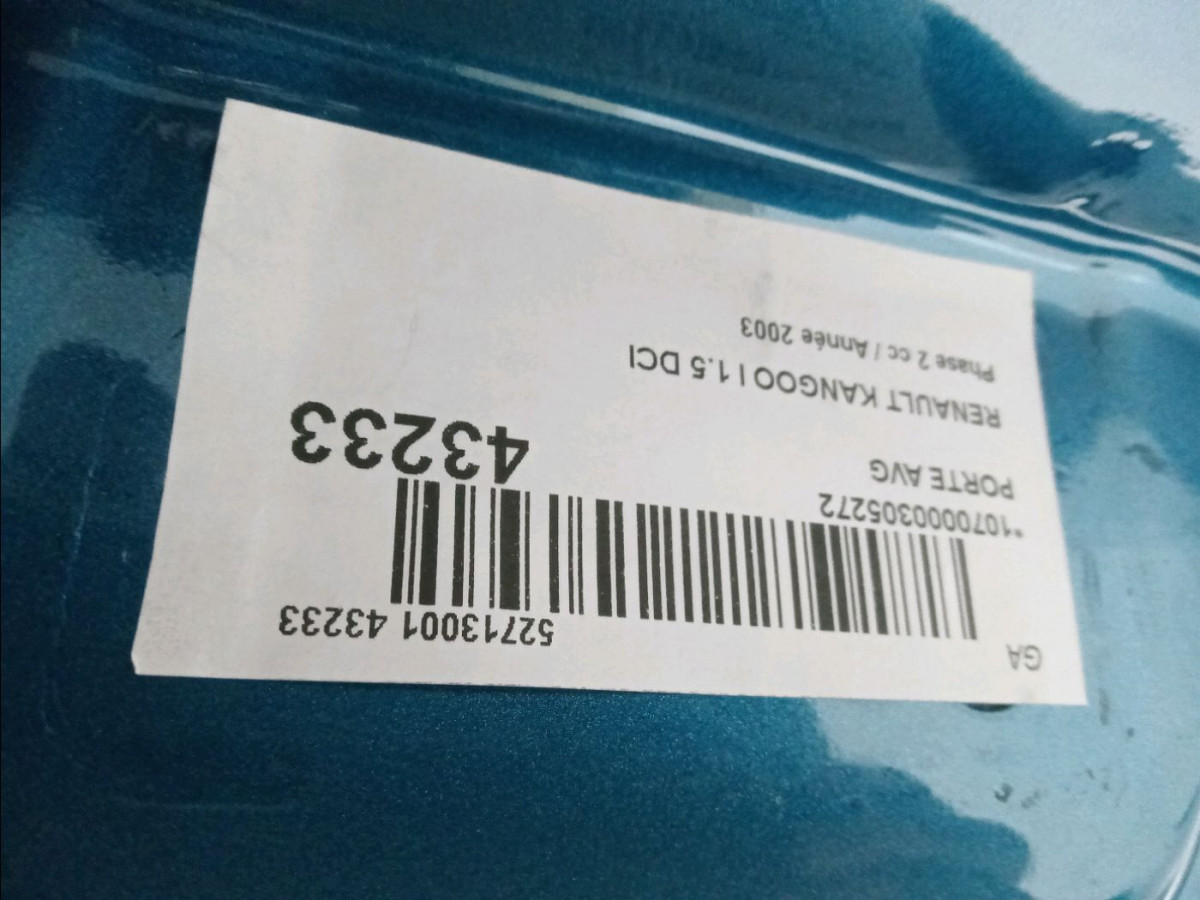 GA
52713001 43233
*1070000305272
43233
PORTE AVG
RENAULT KANGOO I 1.5 DCI
Phase 2 cc / Année 2003